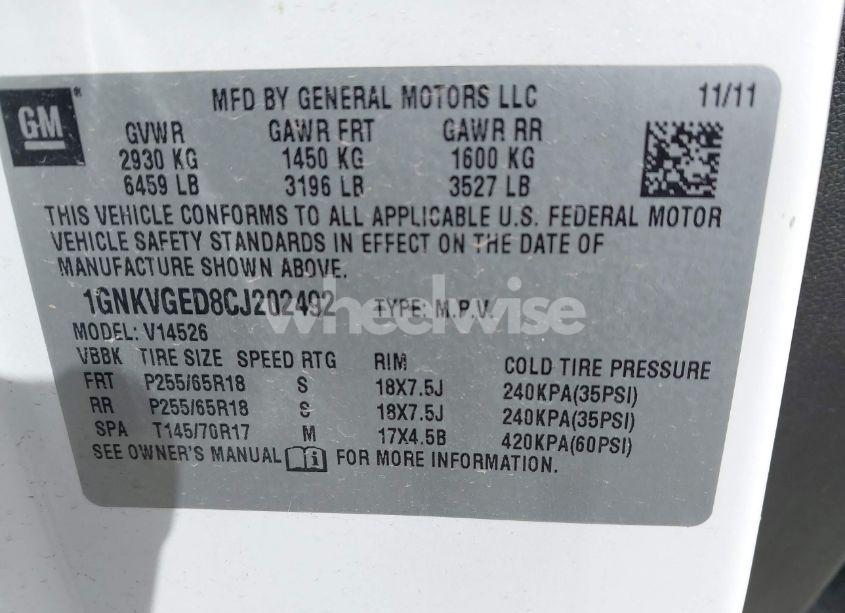 GM®
MFD BY GENERAL MOTORS LLC 11/11
GVWR GAWR FRT GAWR RR
2930 KG 1450 KG 1600 KG
6459 LB 3196 LB 3527 LB
THIS VEHICLE CONFORMS TO ALL APPLICABLE U.S. FEDERAL MOTOR
VEHICLE SAFETY STANDARDS IN EFFECT ON THE DATE OF
MANUFACTURE SHOWN ABOVE.
1GNKVGED8CJ202492 TYPE: M.P.V.
wheelwise
MODEL: V14526
VBBK TIRE SIZE SPEED RTG RIM COLD TIRE PRESSURE
FRT P255/65R18 S 18X7.5J 240KPA(35PSI)
RR P255/65R18 S 18X7.5J 240KPA(35PSI)
SPA T145/70R17 M 17X4.5B 420KPA(60PSI)
SEE OWNER'S MANUAL FOR MORE INFORMATION.